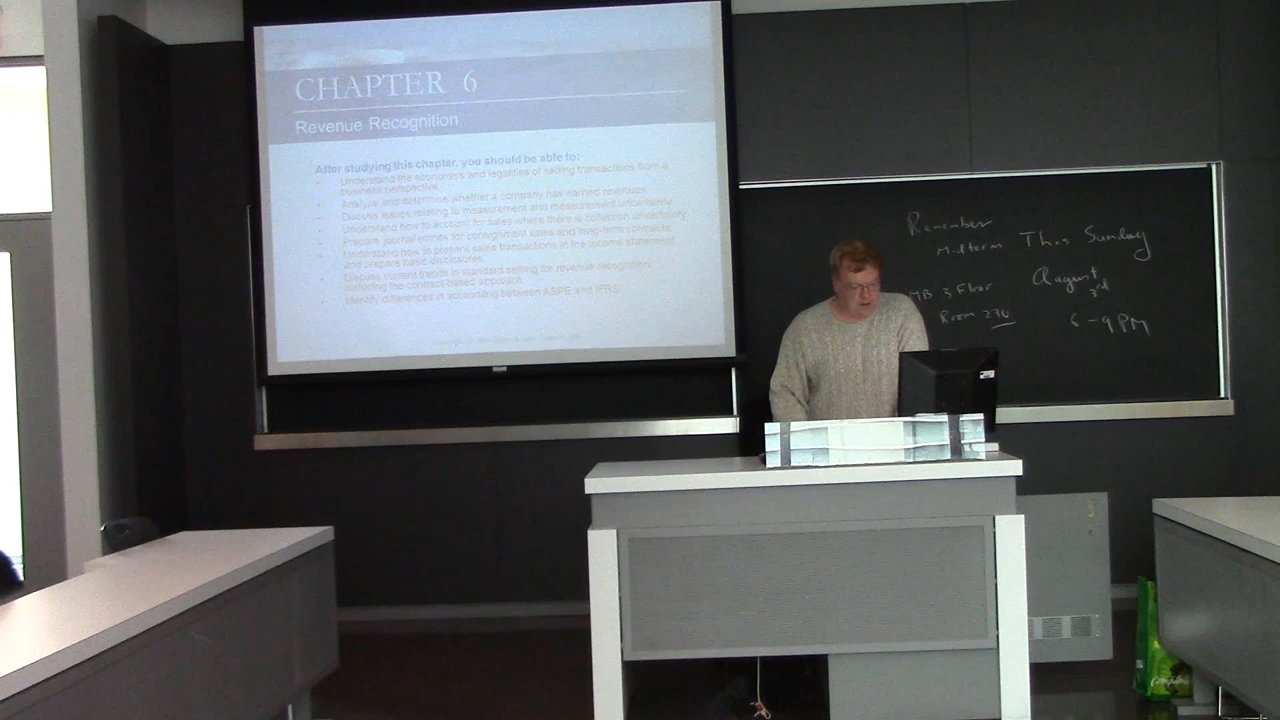 CHAPTER 6
Revenue Recognition
After studying this chapter, you should be able to:
Understand the economics and legalities of selling transactions from a
business perspective.
Analyze and determine whether a company has earned revenues.
Discuss issues relating to measurement and measurement uncertainty.
Understand how to account for sales where there is collection uncertainty.
Prepare journal entries for consignment sales and long-term contracts.
Understand how to present sales transactions in the income statement
and prepare basic disclosures.
Discuss current trends in standard setting for revenue recognition
including the contract-based approach.
Identify differences in accounting between ASPE and IFRS.
Remember
Midterm This Sunday
August
3rd
MB 3 Floor
Room 270
6-9 PM